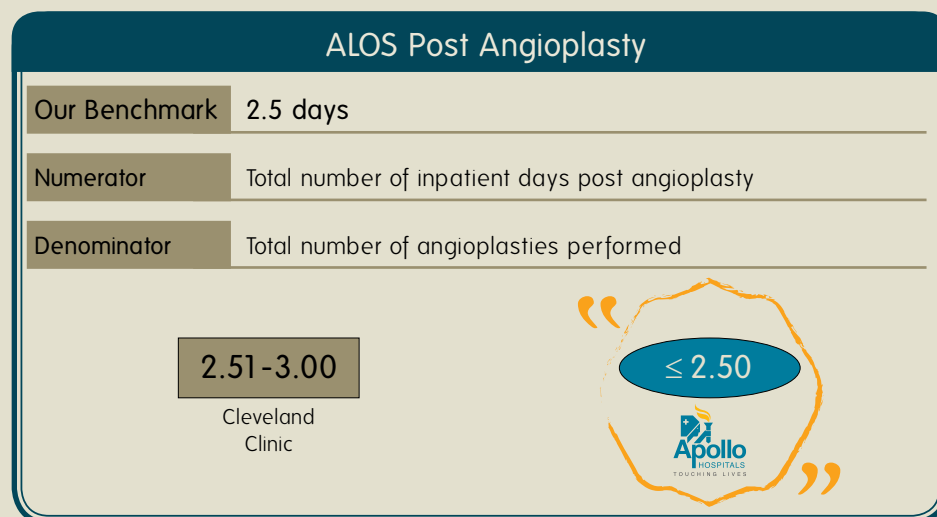 ALOS Post Angioplasty
Our Benchmark 2.5 days
Numerator Total number of inpatient days post angioplasty
Denominator Total number of angioplasties performed
“
2.51-3.00
≤ 2.50
Cleveland
Clinic
Apollo
HOSPITALS
TOUCHING LIVES
”